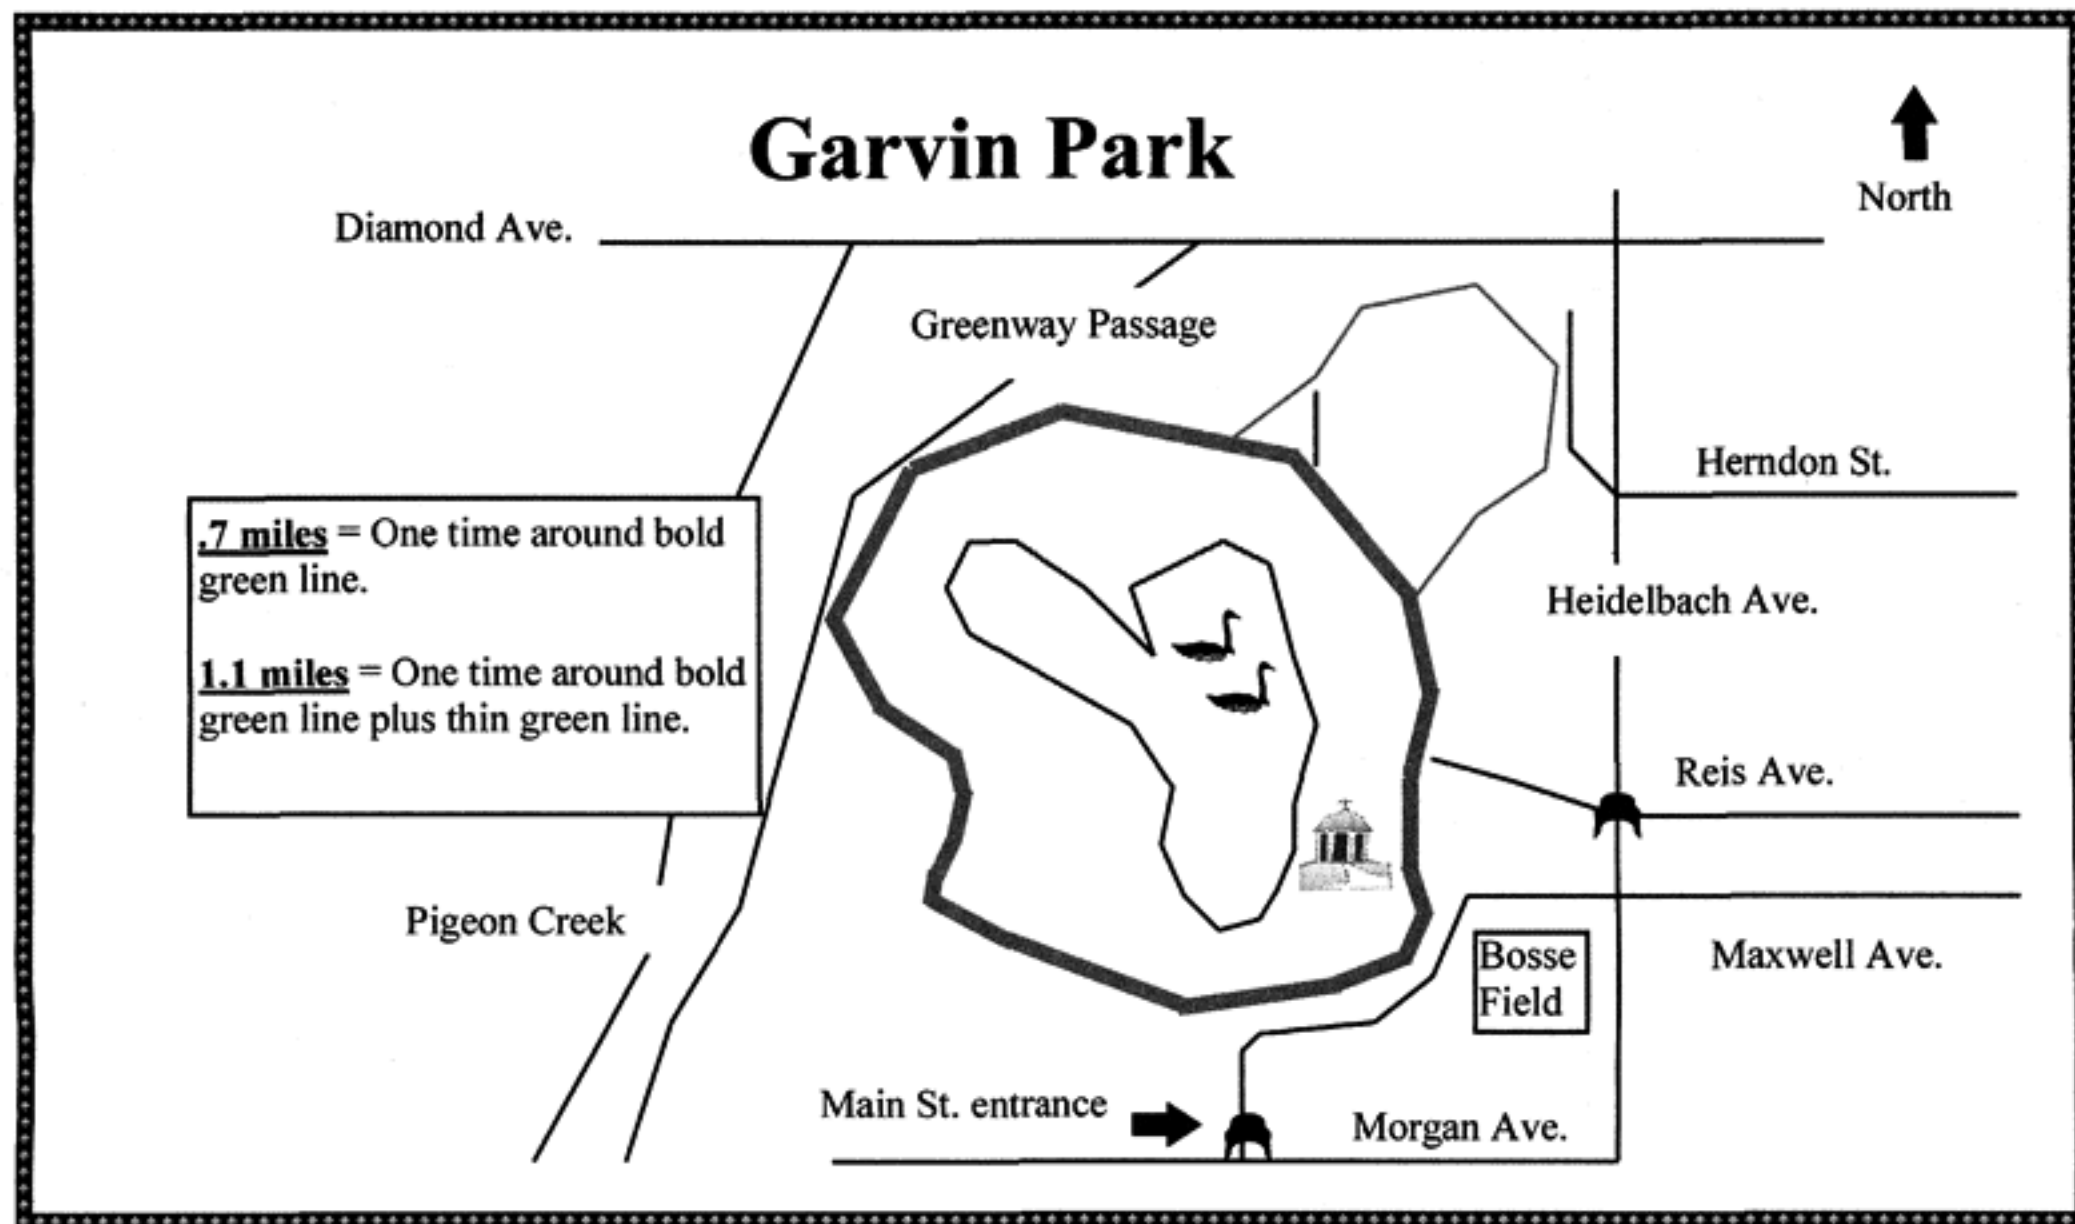 Garvin Park
North
Diamond Ave.
Greenway Passage
Herndon St.
.7 miles = One time around bold
green line.
1.1 miles = One time around bold
green line plus thin green line.
Heidelbach Ave.
Reis Ave.
Pigeon Creek
Bosse
Field
Maxwell Ave.
Main St. entrance
Morgan Ave.